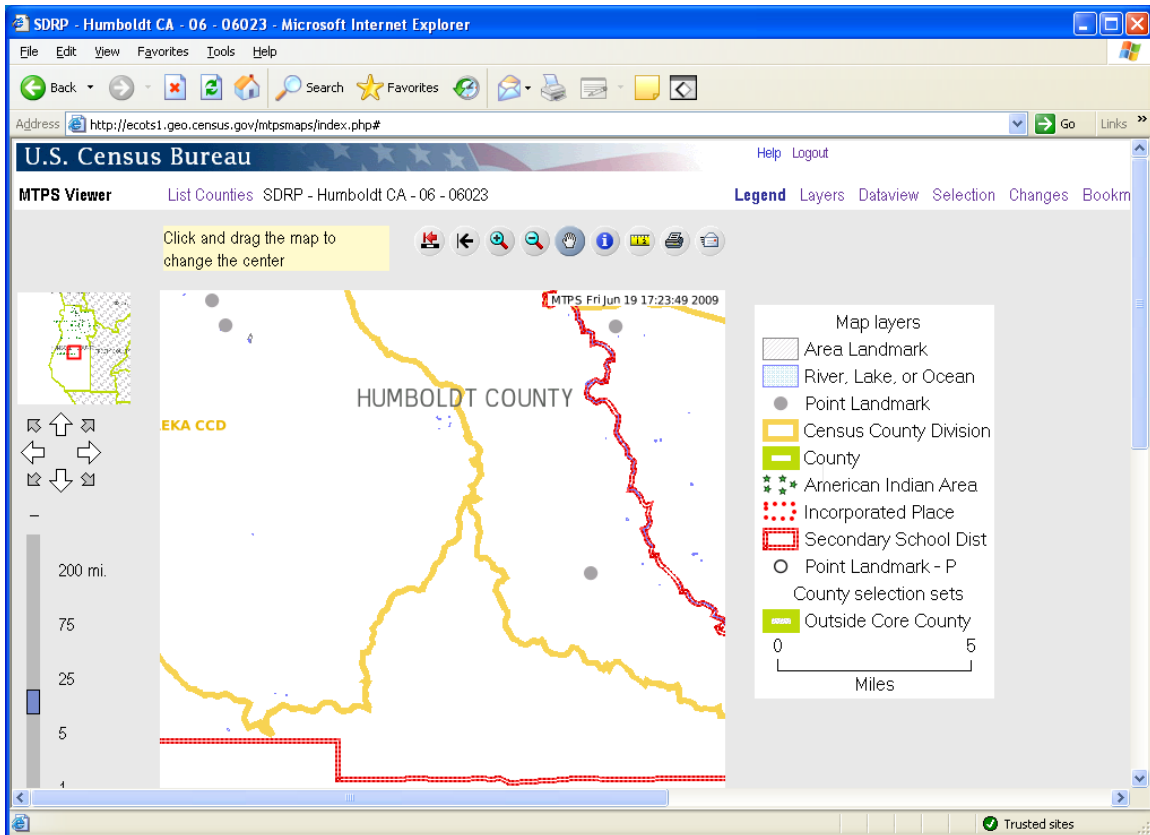 SDRP - Humboldt CA - 06 - 06023 - Microsoft Internet Explorer
File Edit View Favorites Tools Help
Back Search Favorites
Address http://ecots1.geo.census.gov/mtpsmaps/index.php# Go Links »
U.S. Census Bureau Help Logout
MTPS Viewer List Counties SDRP - Humboldt CA - 06 - 06023 Legend Layers Dataview Selection Changes Bookm
Click and drag the map to
change the center
MTPS Fri Jun 19 17:23:49 2009
HUMBOLDT COUNTY
EKA CCD
200 mi.
75
25
5
1
Map layers
Area Landmark
River, Lake, or Ocean
Point Landmark
Census County Division
County
American Indian Area
Incorporated Place
Secondary School Dist
Point Landmark - P
County selection sets
Outside Core County
0 5
Miles
Trusted sites